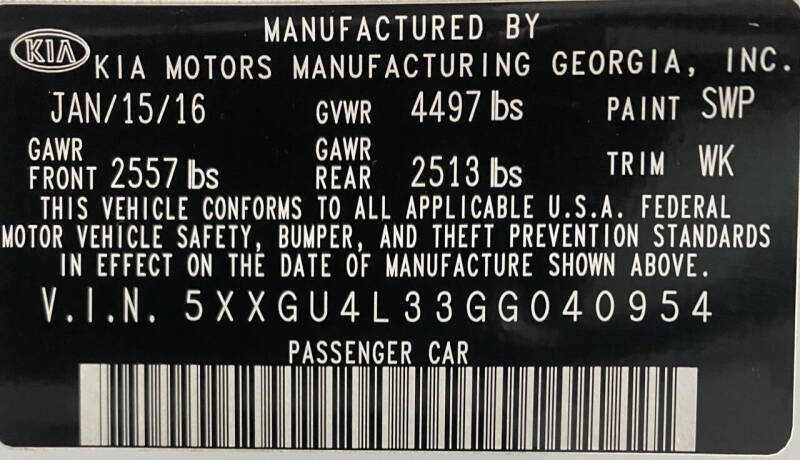 MANUFACTURED BY
KIA KIA MOTORS MANUFACTURING GEORGIA, INC.
JAN/15/16 GVWR 4497 lbs PAINT SWP
GAWR FRONT 2557 lbs GAWR REAR 2513 lbs TRIM WK
THIS VEHICLE CONFORMS TO ALL APPLICABLE U.S.A. FEDERAL
MOTOR VEHICLE SAFETY, BUMPER, AND THEFT PREVENTION STANDARDS
IN EFFECT ON THE DATE OF MANUFACTURE SHOWN ABOVE.
V.I.N. 5XXGU4L33GG040954
PASSENGER CAR